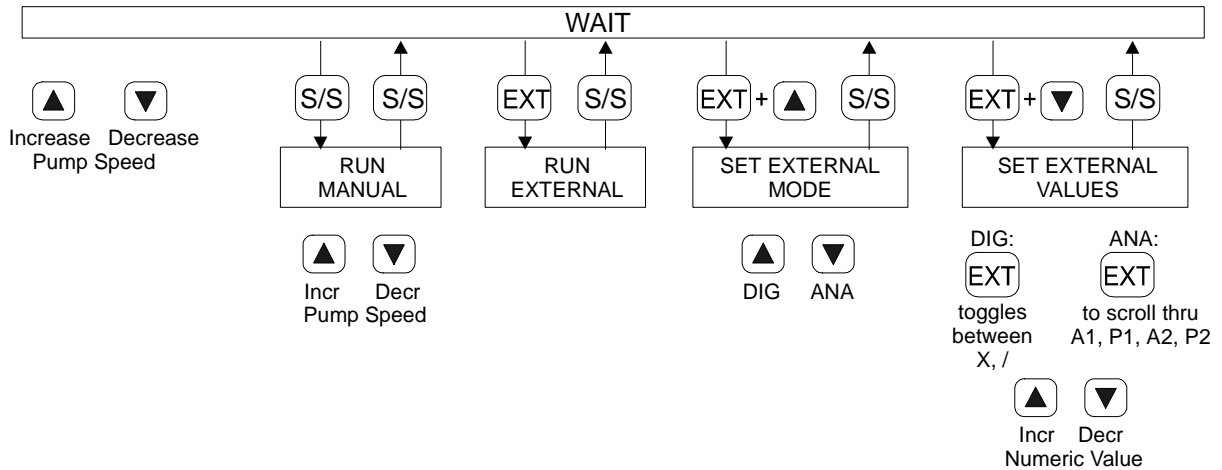 WAIT
S/S S/S EXT S/S EXT + S/S EXT + S/S
Increase Decrease
Pump Speed
RUN
MANUAL
RUN
EXTERNAL
SET EXTERNAL
MODE
SET EXTERNAL
VALUES
Incr Decr
Pump Speed
DIG ANA
DIG:
EXT
toggles
between
X, /
ANA:
EXT
to scroll thru
A1, P1, A2, P2
Incr Decr
Numeric Value